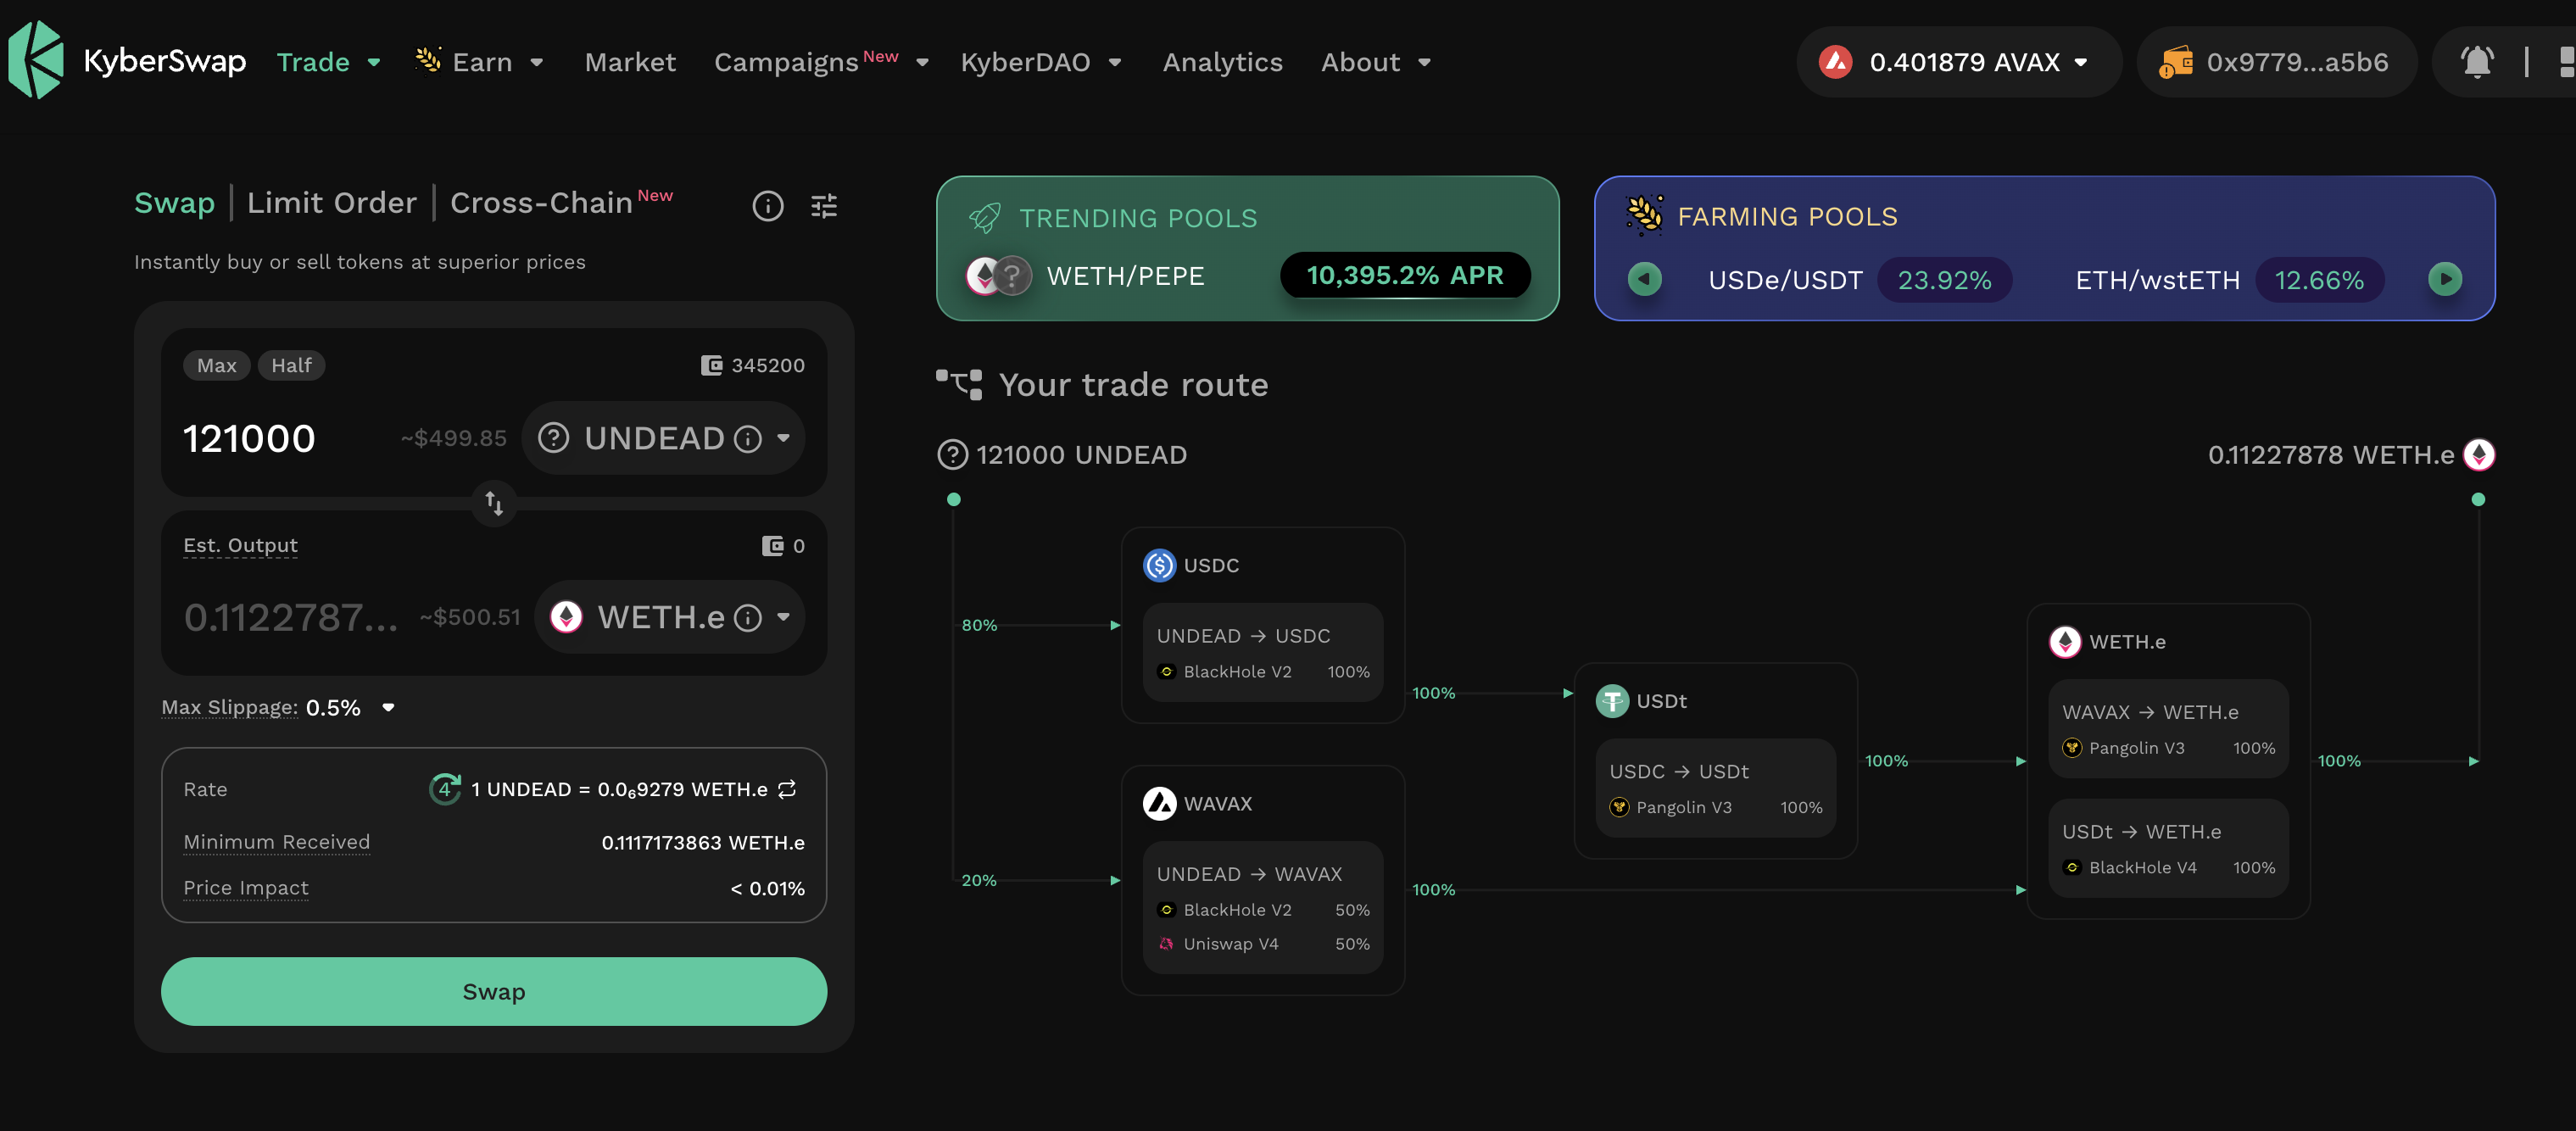 KyberSwap Trade Earn Market Campaigns New KyberDAO Analytics About 0.401879 AVAX 0x9779...a5b6
Swap | Limit Order | Cross-Chain New
Instantly buy or sell tokens at superior prices
Max Half 345200
121000 ~$499.85 UNDEAD
Est. Output 0
0.1122787... ~$500.51 WETH.e
Max Slippage: 0.5%
Rate 4 1 UNDEAD = 0.0₆9279 WETH.e
Minimum Received 0.1117173863 WETH.e
Price Impact < 0.01%
Swap
TRENDING POOLS
WETH/PEPE 10,395.2% APR
FARMING POOLS
USDe/USDT 23.92% ETH/wstETH 12.66%
Your trade route
121000 UNDEAD 0.11227878 WETH.e
80%
USDC
UNDEAD → USDC
BlackHole V2 100%
20%
WAVAX
UNDEAD → WAVAX
BlackHole V2 50%
Uniswap V4 50%
100%
USDt
USDC → USDt
Pangolin V3 100%
100%
100%
WETH.e
WAVAX → WETH.e
Pangolin V3 100%
USDt → WETH.e
BlackHole V4 100%
100%